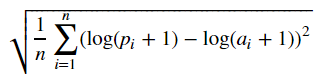 √(1/n ∑_{i=1}^{n} (log(p_i + 1) − log(a_i + 1))²)